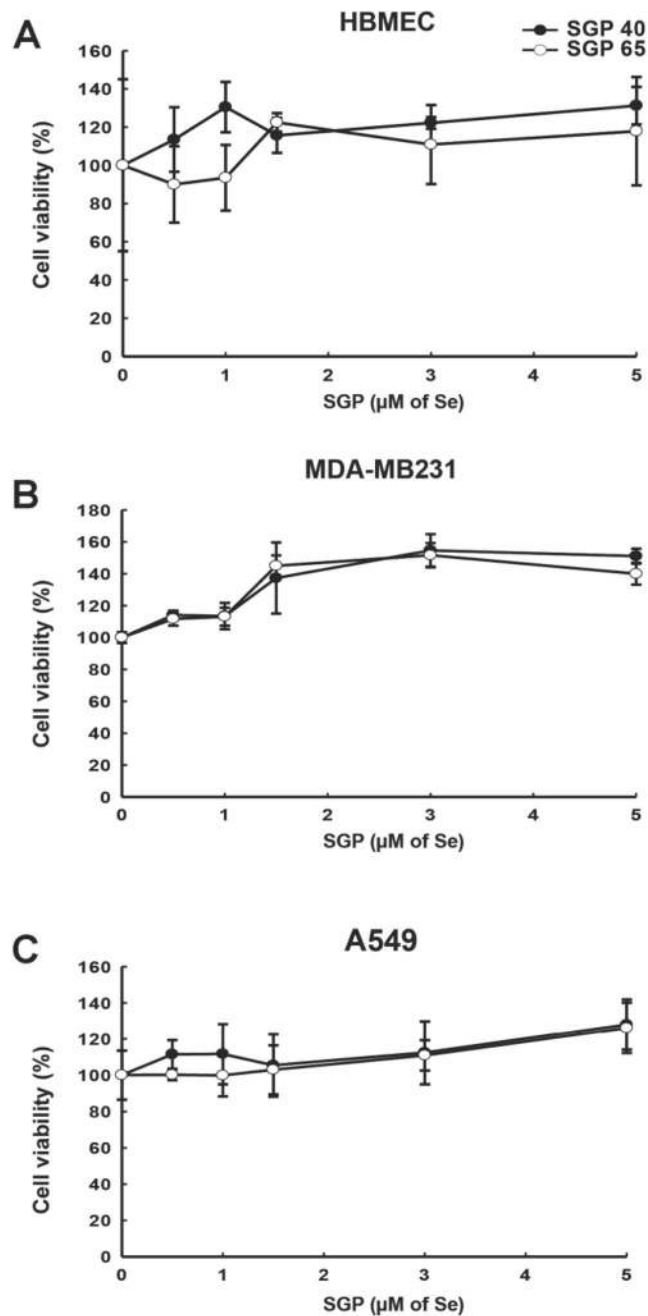 A
HBMEC
SGP 40
SGP 65
160
140
120
100
80
60
40
20
0
Cell viability (%)
0 1 2 3 4 5
SGP (µM of Se)
B
MDA-MB231
180
160
140
120
100
80
60
40
20
0
Cell viability (%)
0 1 2 3 4 5
SGP (µM of Se)
C
A549
160
140
120
100
80
60
40
20
0
Cell viability (%)
0 1 2 3 4 5
SGP (µM of Se)